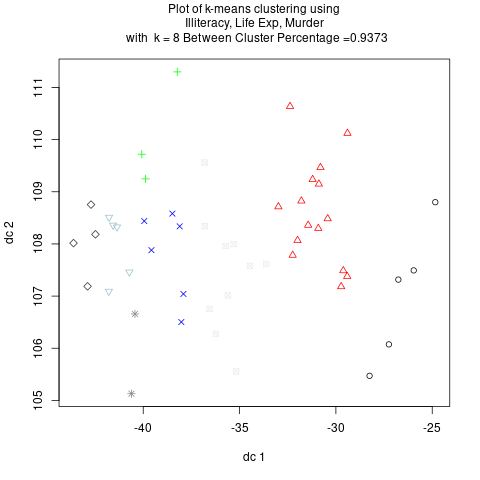 Plot of k-means clustering using
Illiteracy, Life Exp, Murder
with  k = 8 Between Cluster Percentage =0.9373
111
110
109
108
107
106
105
dc 2
-40
-35
-30
-25
dc 1